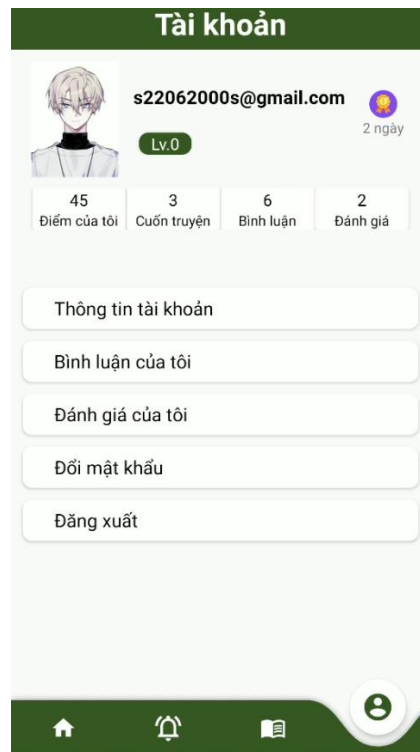 Tài khoản
s22062000s@gmail.com
2 ngày
Lv.0
45 3 6 2
Điểm của tôi Cuốn truyện Bình luận Đánh giá
Thông tin tài khoản
Bình luận của tôi
Đánh giá của tôi
Đổi mật khẩu
Đăng xuất